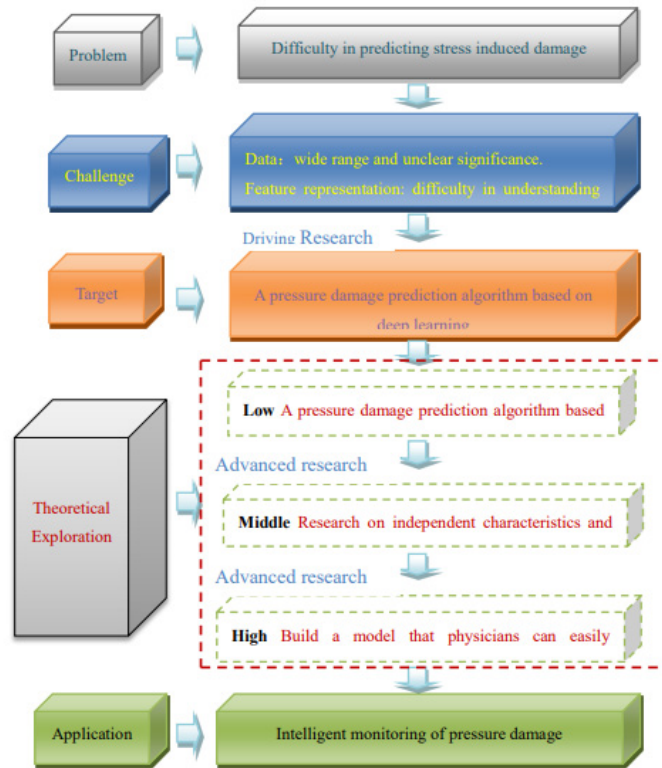 Problem
Difficulty in predicting stress induced damage
Challenge
Data：wide range and unclear significance.
Feature representation: difficulty in understanding
Driving Research
Target
A pressure damage prediction algorithm based on
deep learning
Low A pressure damage prediction algorithm based
Advanced research
Theoretical
Exploration
Middle Research on independent characteristics and
Advanced research
High Build a model that physicians can easily
Application
Intelligent monitoring of pressure damage